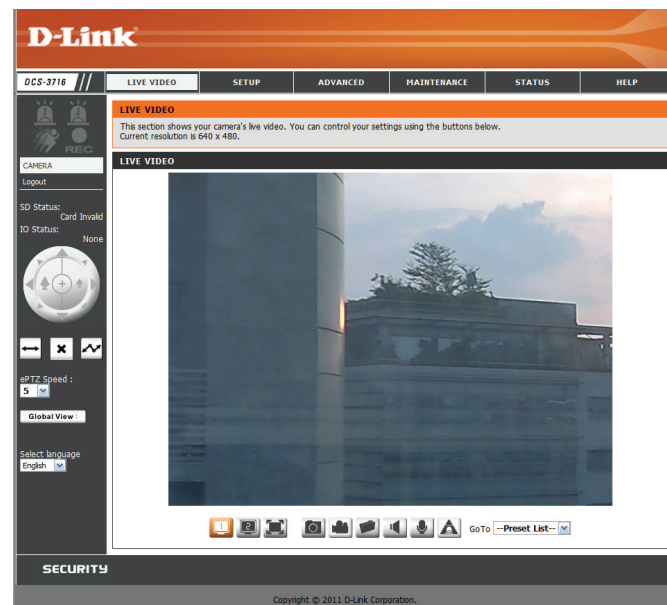 D-Link
DCS-3716 // LIVE VIDEO SETUP ADVANCED MAINTENANCE STATUS HELP
REC
CAMERA
Logout
SD Status:
Card Invalid
IO Status:
None
ePTZ Speed :
5
Global View :
Select language
English
LIVE VIDEO
This section shows your camera's live video. You can control your settings using the buttons below.
Current resolution is 640 x 480.
LIVE VIDEO
1 2 GoTo --Preset List--
SECURITY
Copyright © 2011 D-Link Corporation.